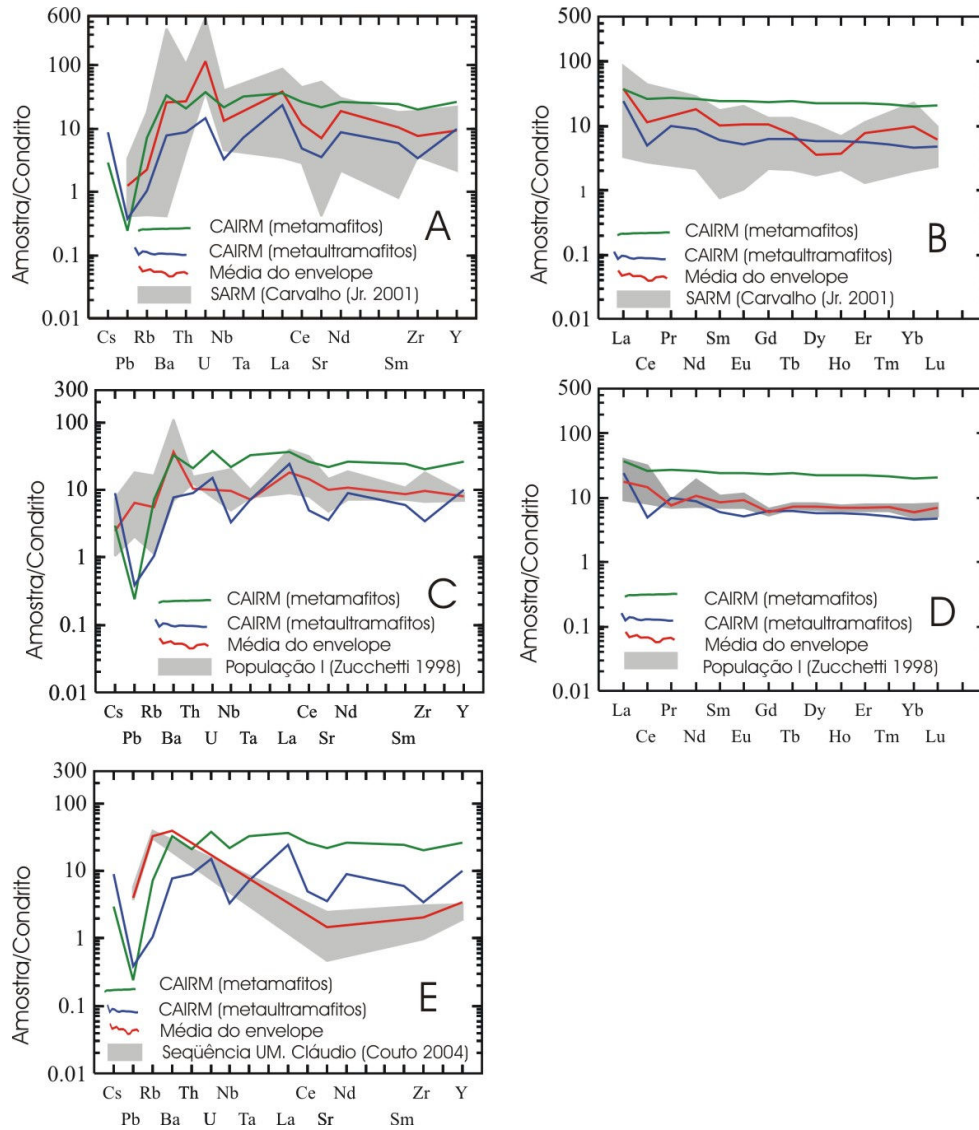 600
100
10
1
0.1
0.01
Amostra/Condrito
A
CAIRM (metamafitos)
CAIRM (metaultramafitos)
Média do envelope
SARM (Carvalho (Jr. 2001)
Cs Rb Th Nb La Sr Sm Y
Pb Ba U Ta Ce Nd Zr
500
100
10
1
0.1
0.01
Amostra/Condrito
B
CAIRM (metamafitos)
CAIRM (metaultramafitos)
Média do envelope
SARM (Carvalho (Jr. 2001)
La Pr Sm Gd Dy Er Yb
Ce Nd Eu Tb Ho Tm Lu
300
100
10
1
0.1
0.01
Amostra/Condrito
C
CAIRM (metamafitos)
CAIRM (metaultramafitos)
Média do envelope
População I (Zucchetti 1998)
Cs Rb Th Nb Ce Nd Zr Y
Pb Ba U Ta La Sr Sm
500
100
10
1
0.1
0.01
Amostra/Condrito
D
CAIRM (metamafitos)
CAIRM (metaultramafitos)
Média do envelope
População I (Zucchetti 1998)
La Pr Sm Gd Dy Er Yb
Ce Nd Eu Tb Ho Tm Lu
300
100
10
1
0.1
0.01
Amostra/Condrito
E
CAIRM (metamafitos)
CAIRM (metaultramafitos)
Média do envelope
Seqüência UM. Cláudio (Couto 2004)
Cs Rb Th Nb Ce Nd Zr Y
Pb Ba U Ta La Sr Sm